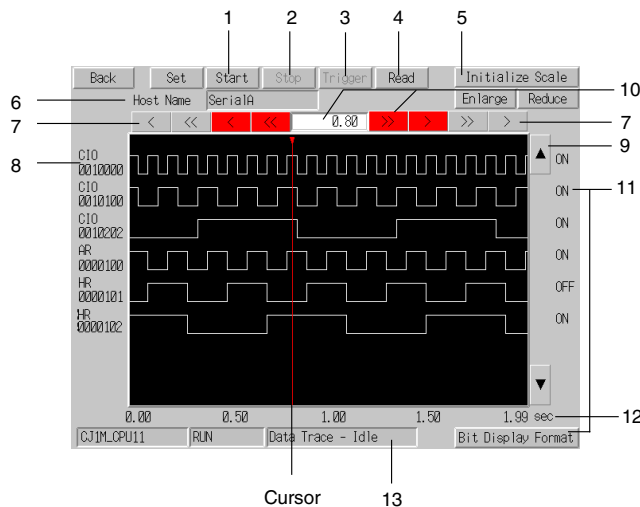 1 2 3 4 5
Back Set Start Stop Trigger Read Initialize Scale
6 Host Name SerialA Enlarge Reduce 10
7 < << < << 0.80 >> > >> > 7
8 CIO 0010000 ▲ ON 9
CIO 0010100 ON 11
CIO 0010202 ON
AR 0000100 ON
HR 0000101 OFF
HR 0000102 ON
▼
0.00 0.50 1.00 1.50 1.99 sec 12
CJ1M_CPU11 RUN Data Trace - Idle Bit Display Format
Cursor 13